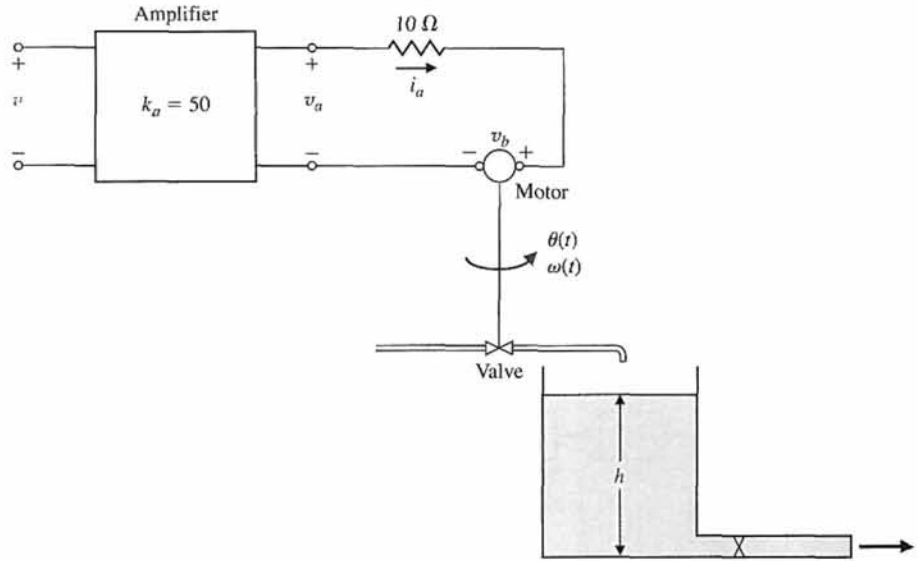 Amplifier
10 Ω
+
+
i_a
v
k_a = 50
v_a
v_b
−
−
−
+
Motor
θ(t)
ω(t)
Valve
h